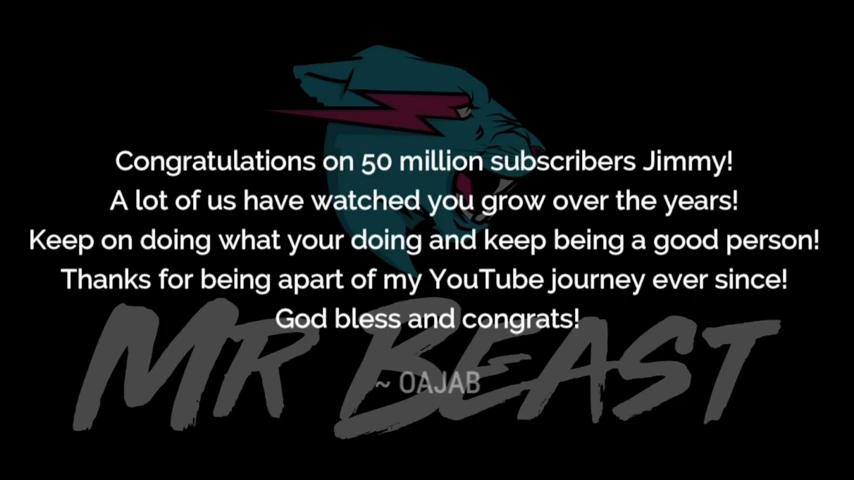 Congratulations on 50 million subscribers Jimmy!
A lot of us have watched you grow over the years!
Keep on doing what your doing and keep being a good person!
Thanks for being apart of my YouTube journey ever since!
God bless and congrats!
MR BEAST
~ OAJAB